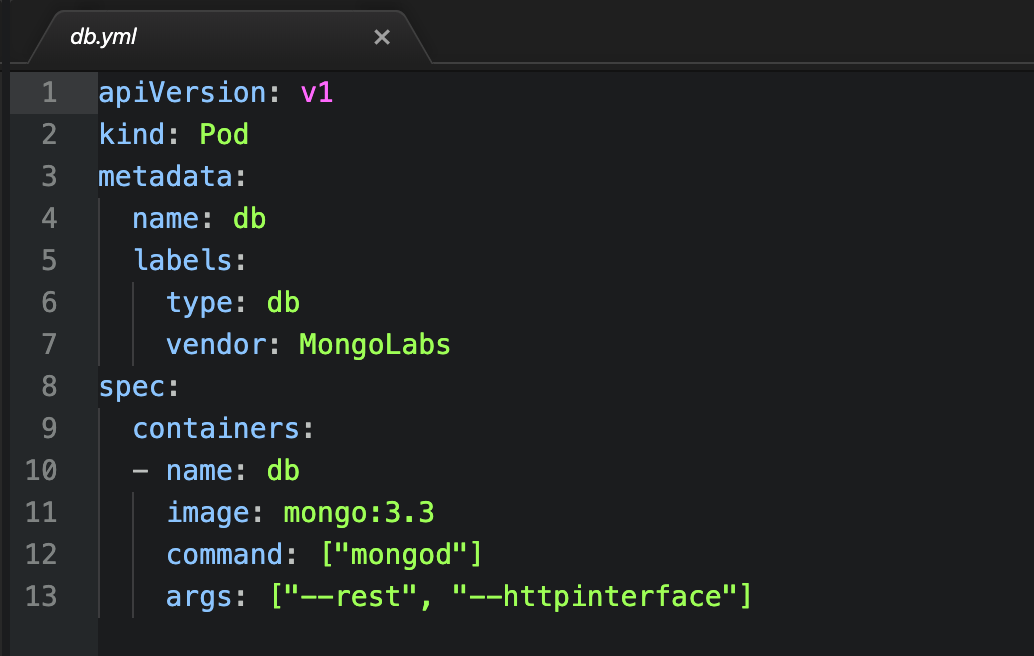 db.yml ×
1 apiVersion: v1
2 kind: Pod
3 metadata:
4   name: db
5   labels:
6     type: db
7     vendor: MongoLabs
8 spec:
9   containers:
10   - name: db
11     image: mongo:3.3
12     command: ["mongod"]
13     args: ["--rest", "--httpinterface"]